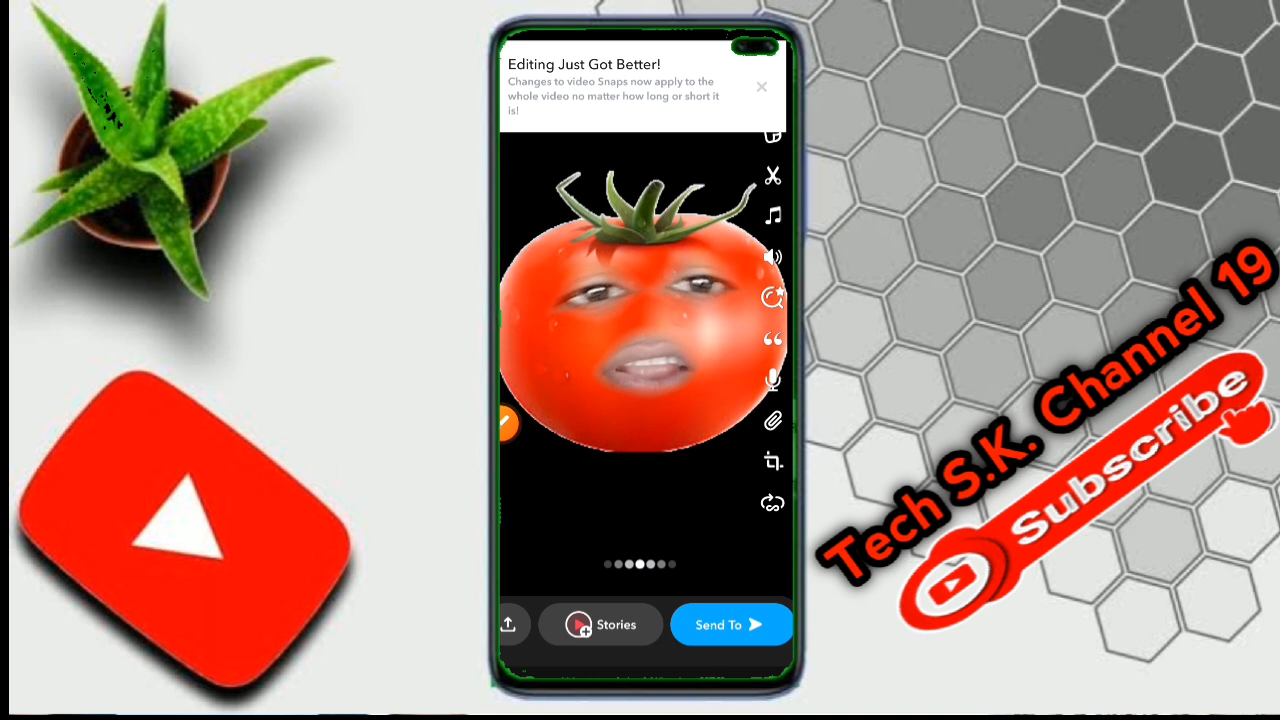 Editing Just Got Better!
Changes to video Snaps now apply to the
whole video no matter how long or short it
is!
Stories
Send To
Tech S.K. Channel 19
Subscribe